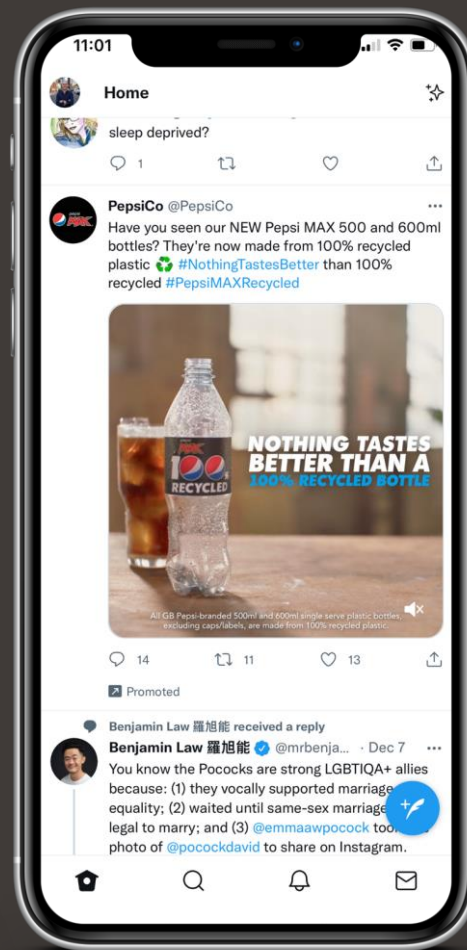 11:01
Home
sleep deprived?
1
PepsiCo @PepsiCo
Have you seen our NEW Pepsi MAX 500 and 600ml
bottles? They're now made from 100% recycled
plastic ♻️ #NothingTastesBetter than 100%
recycled #PepsiMAXRecycled
MAX
MAX
100%
RECYCLED
NOTHING TASTES
BETTER THAN A
100% RECYCLED BOTTLE
All GB Pepsi-branded 500ml and 600ml single serve plastic bottles,
excluding caps/labels, are made from 100% recycled plastic.
14 11 13
Promoted
Benjamin Law 羅旭能 received a reply
Benjamin Law 羅旭能 @mrbenja... · Dec 7
You know the Pococks are strong LGBTIQA+ allies
because: (1) they vocally supported marriage
equality; (2) waited until same-sex marriage
legal to marry; and (3) @emmaawpocock
photo of @pocockdavid to share on Instagram.